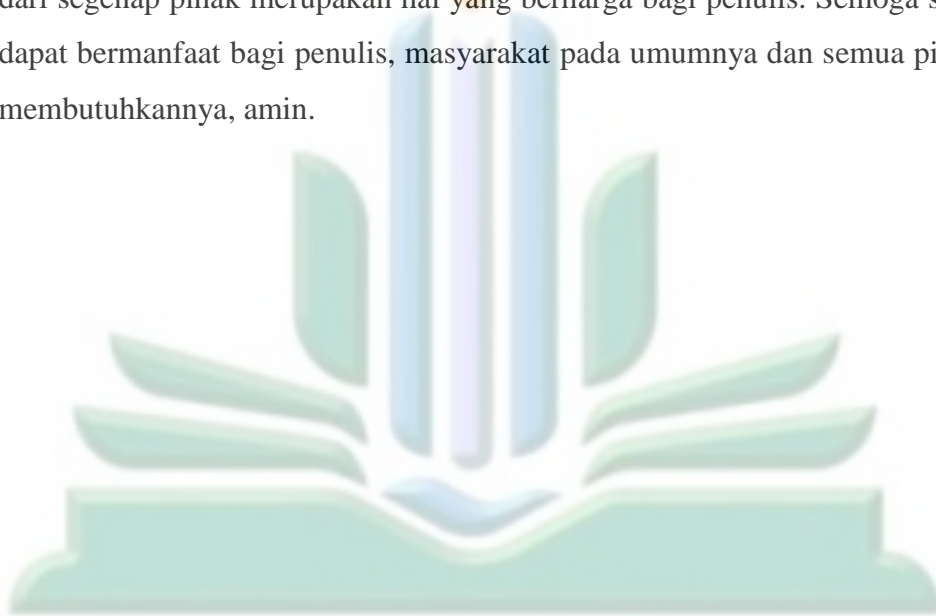 dari segenap pihak merupakan hal yang berharga bagi penulis. Semoga s
dapat bermanfaat bagi penulis, masyarakat pada umumnya dan semua pi
membutuhkannya, amin.